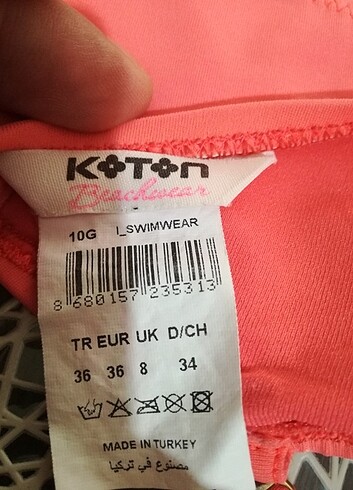 KOTON
Beachwear
10G I_SWIMWEAR
8 680157 235313
TR EUR UK D/CH
36 36 8 34
MADE IN TURKEY
مصنوع في تركيا